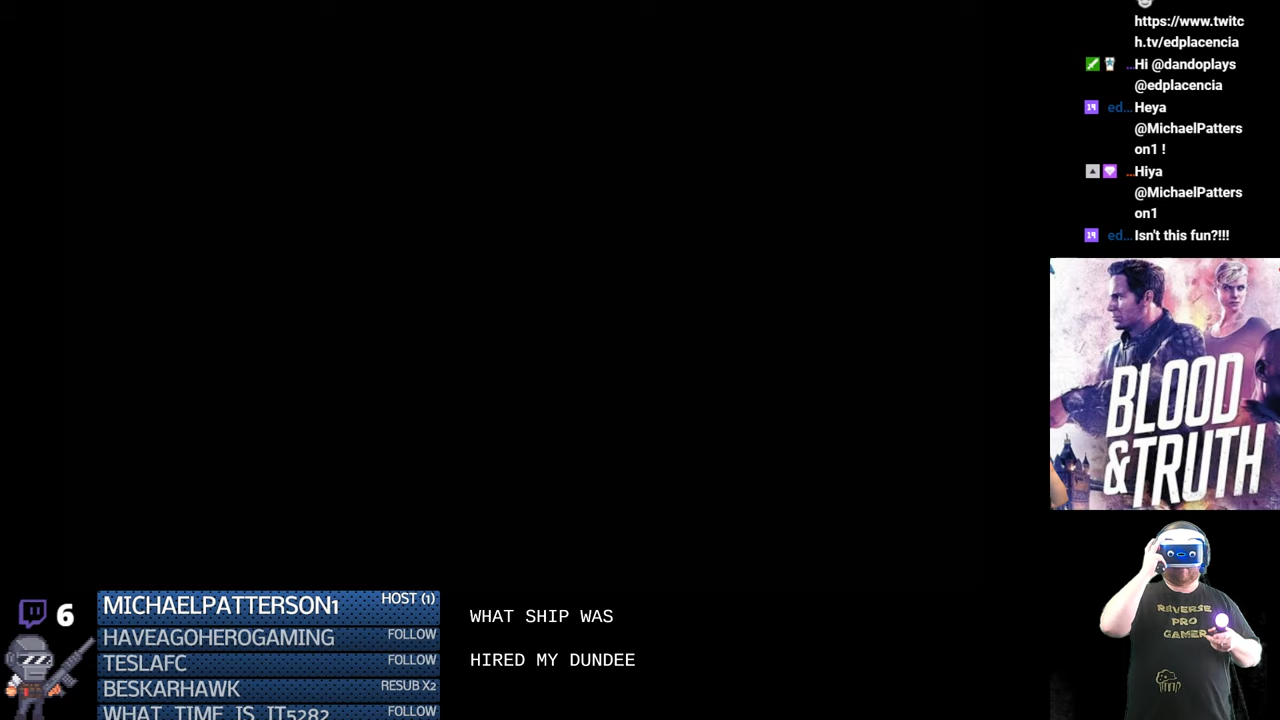 https://www.twitc
h.tv/edplacencia
…Hi @dandoplays
@edplacencia
ed…Heya
@MichaelPatters
on1 !
…Hiya
@MichaelPatters
on1
ed…Isn't this fun?!!!
BLOOD
&TRUTH
REVERSE
PRO
GAMER
6
MICHAELPATTERSON1 HOST (1)
HAVEAGOHEROGAMING FOLLOW
TESLAFC FOLLOW
BESKARHAWK RESUB X2
WHAT_TIME_IS_IT5282 FOLLOW
WHAT SHIP WAS
HIRED MY DUNDEE